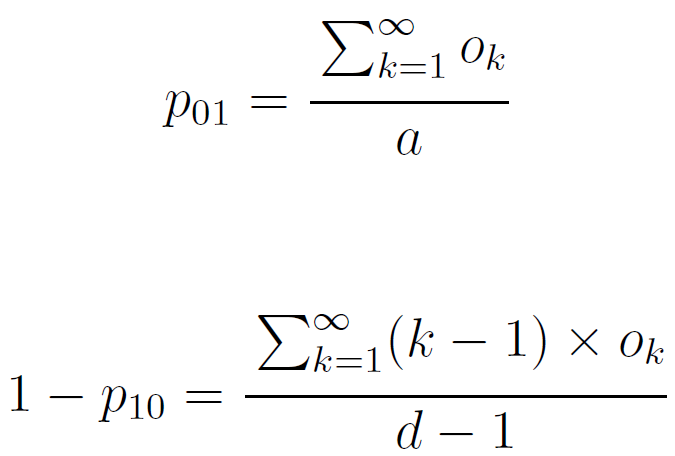 p_{01} = \frac{\sum_{k=1}^{\infty} o_k}{a}
1 - p_{10} = \frac{\sum_{k=1}^{\infty} (k - 1) \times o_k}{d - 1}